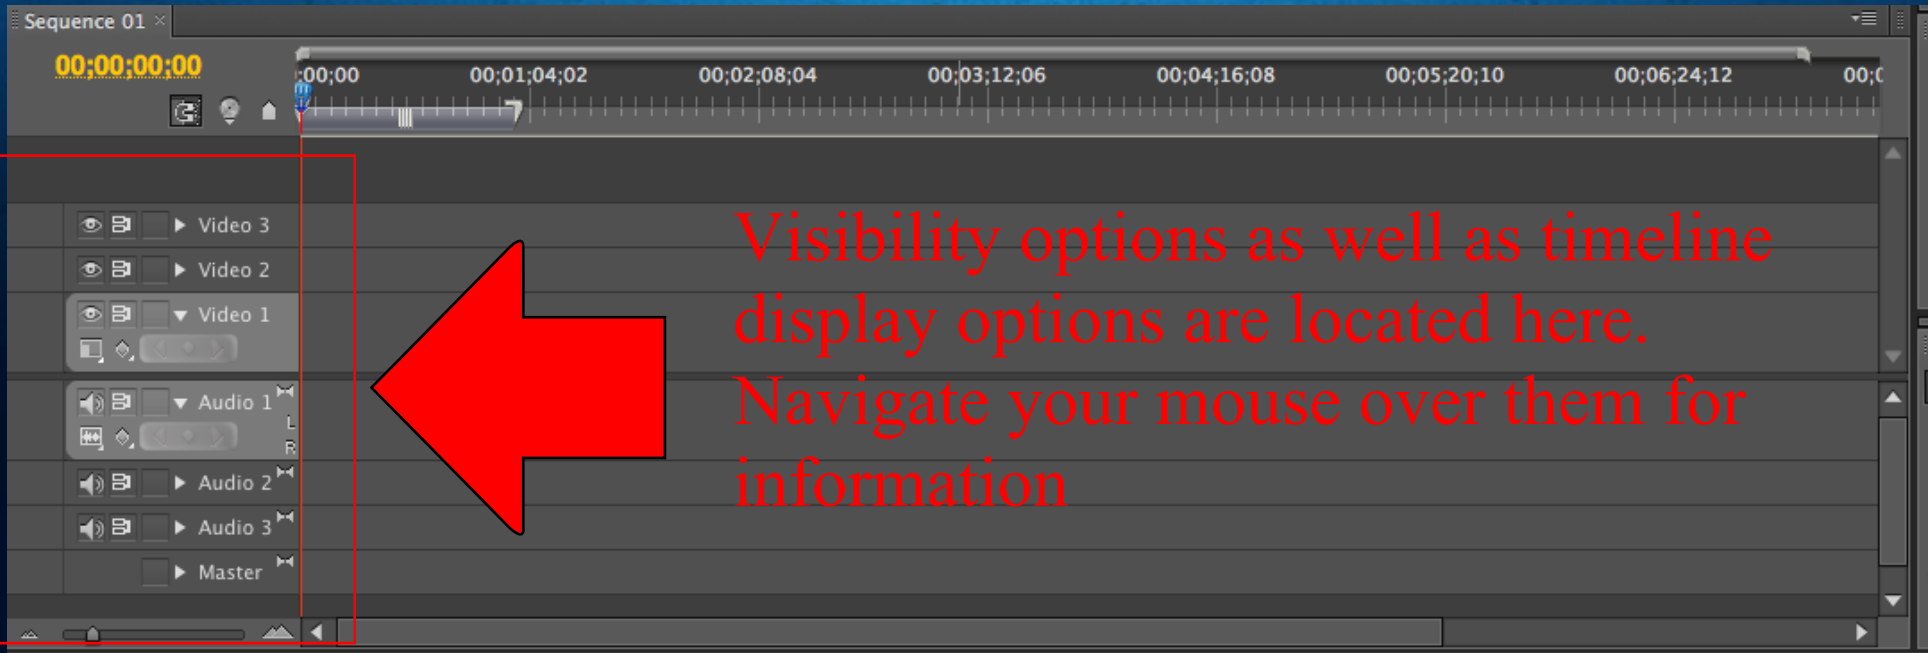 Sequence 01 ×
00;00;00;00
;00;00 00;01;04;02 00;02;08;04 00;03;12;06 00;04;16;08 00;05;20;10 00;06;24;12
Video 3
Video 2
Video 1
Audio 1
L
R
Audio 2
Audio 3
Master
Visibility options as well as timeline
display options are located here.
Navigate your mouse over them for
information